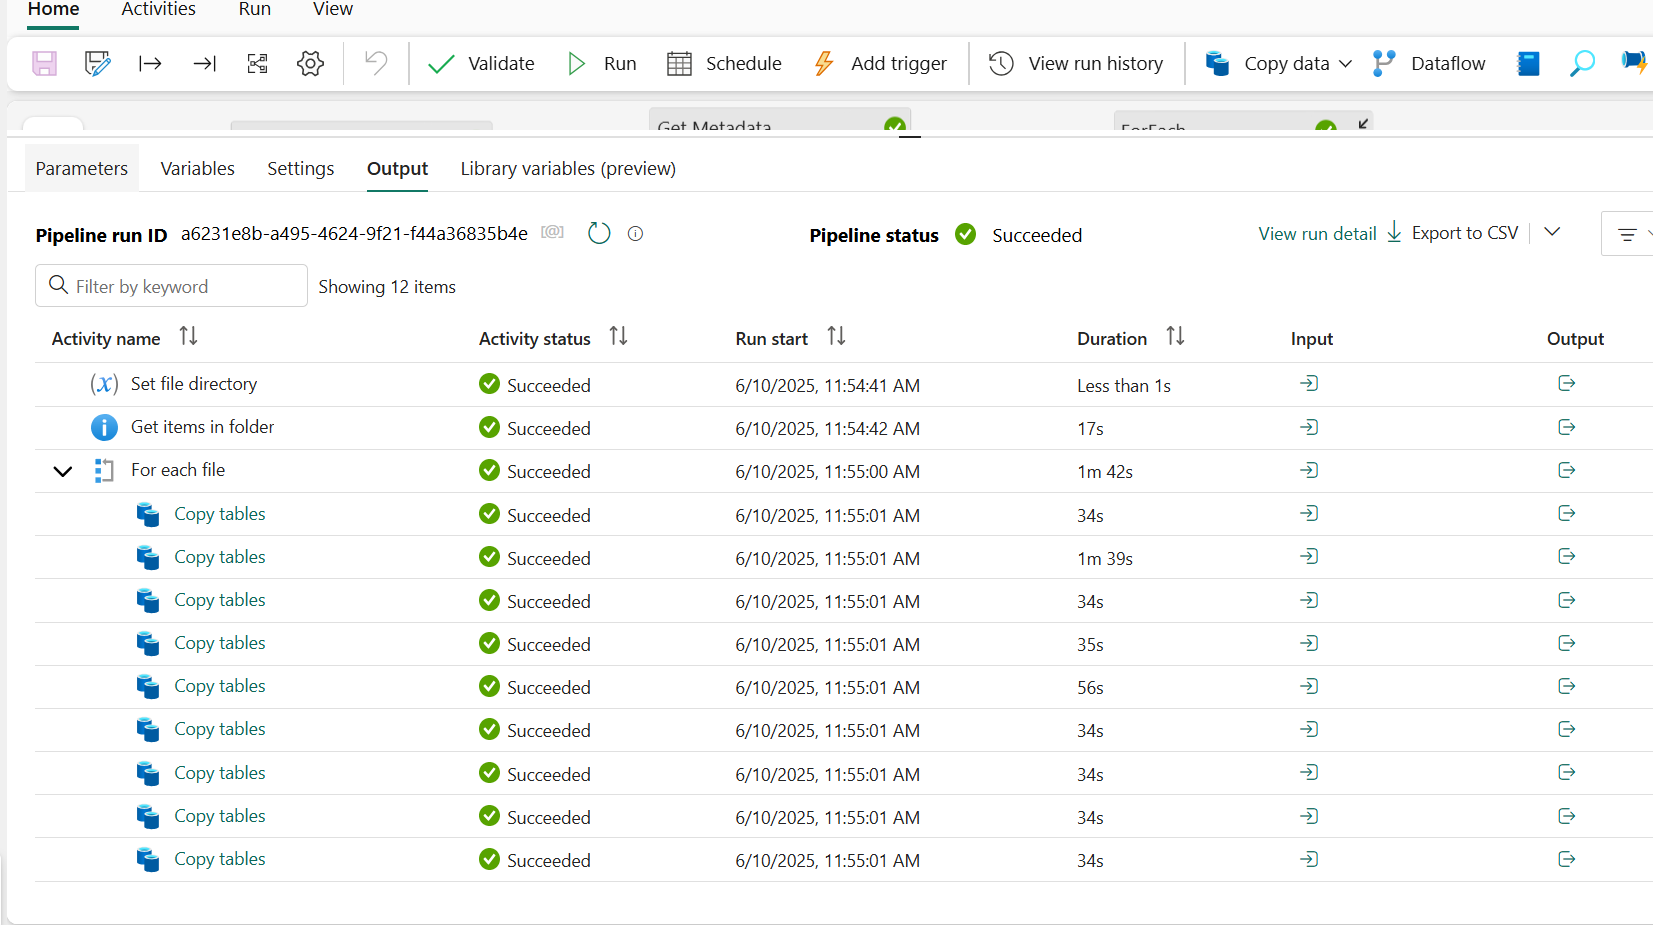 Home Activities Run View
Validate Run Schedule Add trigger View run history Copy data Dataflow
Get Metadata ForEach
Parameters Variables Settings Output Library variables (preview)
Pipeline run ID a6231e8b-a495-4624-9f21-f44a36835b4e Pipeline status Succeeded View run detail Export to CSV
Filter by keyword Showing 12 items
Activity name Activity status Run start Duration Input Output
(x) Set file directory Succeeded 6/10/2025, 11:54:41 AM Less than 1s
Get items in folder Succeeded 6/10/2025, 11:54:42 AM 17s
For each file Succeeded 6/10/2025, 11:55:00 AM 1m 42s
Copy tables Succeeded 6/10/2025, 11:55:01 AM 34s
Copy tables Succeeded 6/10/2025, 11:55:01 AM 1m 39s
Copy tables Succeeded 6/10/2025, 11:55:01 AM 34s
Copy tables Succeeded 6/10/2025, 11:55:01 AM 35s
Copy tables Succeeded 6/10/2025, 11:55:01 AM 56s
Copy tables Succeeded 6/10/2025, 11:55:01 AM 34s
Copy tables Succeeded 6/10/2025, 11:55:01 AM 34s
Copy tables Succeeded 6/10/2025, 11:55:01 AM 34s
Copy tables Succeeded 6/10/2025, 11:55:01 AM 34s